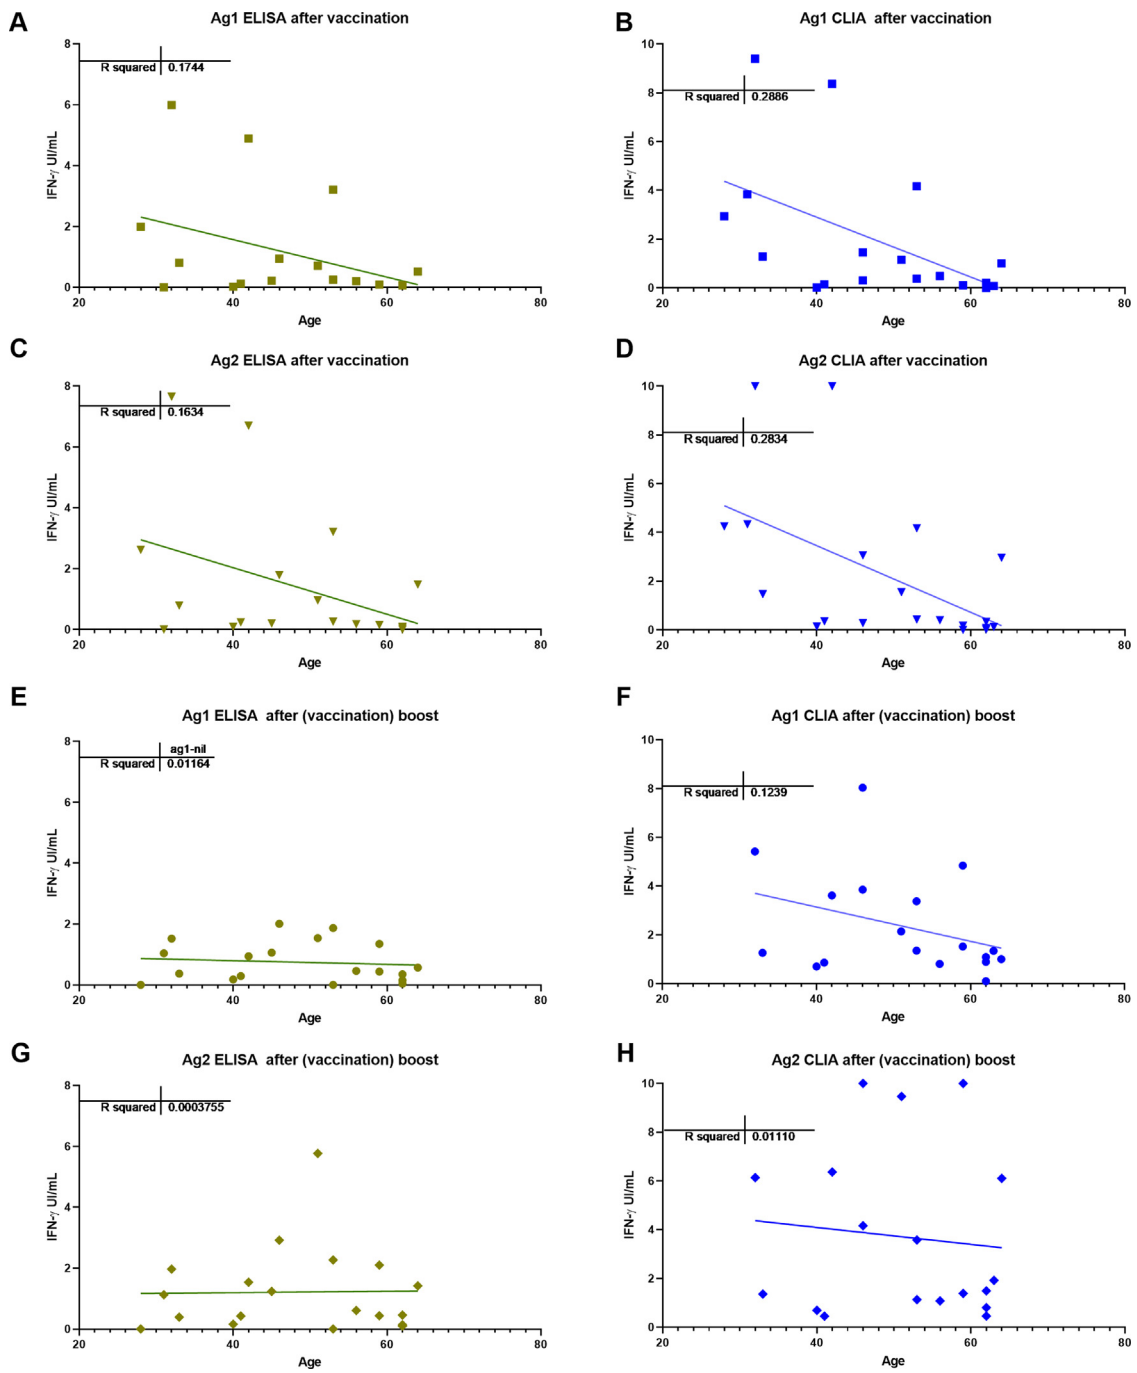 A
Ag1 ELISA after vaccination
8
6
4
2
0
R squared 0.1744
IFN-γ UI/mL
20 40 60 80
Age
B
Ag1 CLIA after vaccination
10
8
6
4
2
0
R squared 0.2886
IFN-γ UI/mL
20 40 60 80
Age
C
Ag2 ELISA after vaccination
8
6
4
2
0
R squared 0.1634
IFN-γ UI/mL
20 40 60 80
Age
D
Ag2 CLIA after vaccination
10
8
6
4
2
0
R squared 0.2834
IFN-γ UI/mL
20 40 60 80
Age
E
Ag1 ELISA after (vaccination) boost
8
6
4
2
0
ag1-nil
R squared 0.01164
IFN-γ UI/mL
20 40 60 80
Age
F
Ag1 CLIA after (vaccination) boost
10
8
6
4
2
0
R squared 0.1239
IFN-γ UI/mL
20 40 60 80
Age
G
Ag2 ELISA after (vaccination) boost
8
6
4
2
0
R squared 0.0003755
IFN-γ UI/mL
20 40 60 80
Age
H
Ag2 CLIA after (vaccination) boost
10
8
6
4
2
0
R squared 0.01110
IFN-γ UI/mL
20 40 60 80
Age